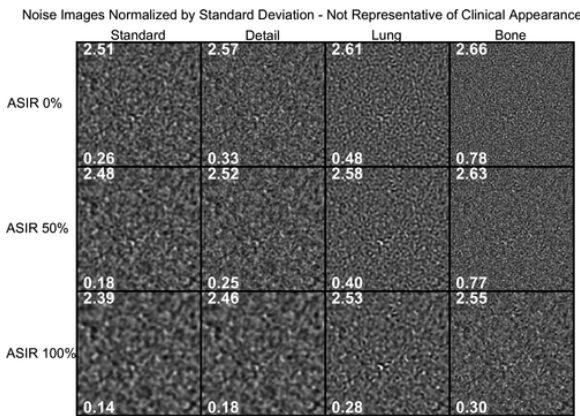 Noise Images Normalized by Standard Deviation - Not Representative of Clinical Appearance
Standard Detail Lung Bone
2.51 2.57 2.61 2.66
ASIR 0%
0.26 0.33 0.48 0.78
2.48 2.52 2.58 2.63
ASIR 50%
0.18 0.25 0.40 0.77
2.39 2.46 2.53 2.55
ASIR 100%
0.14 0.18 0.28 0.30